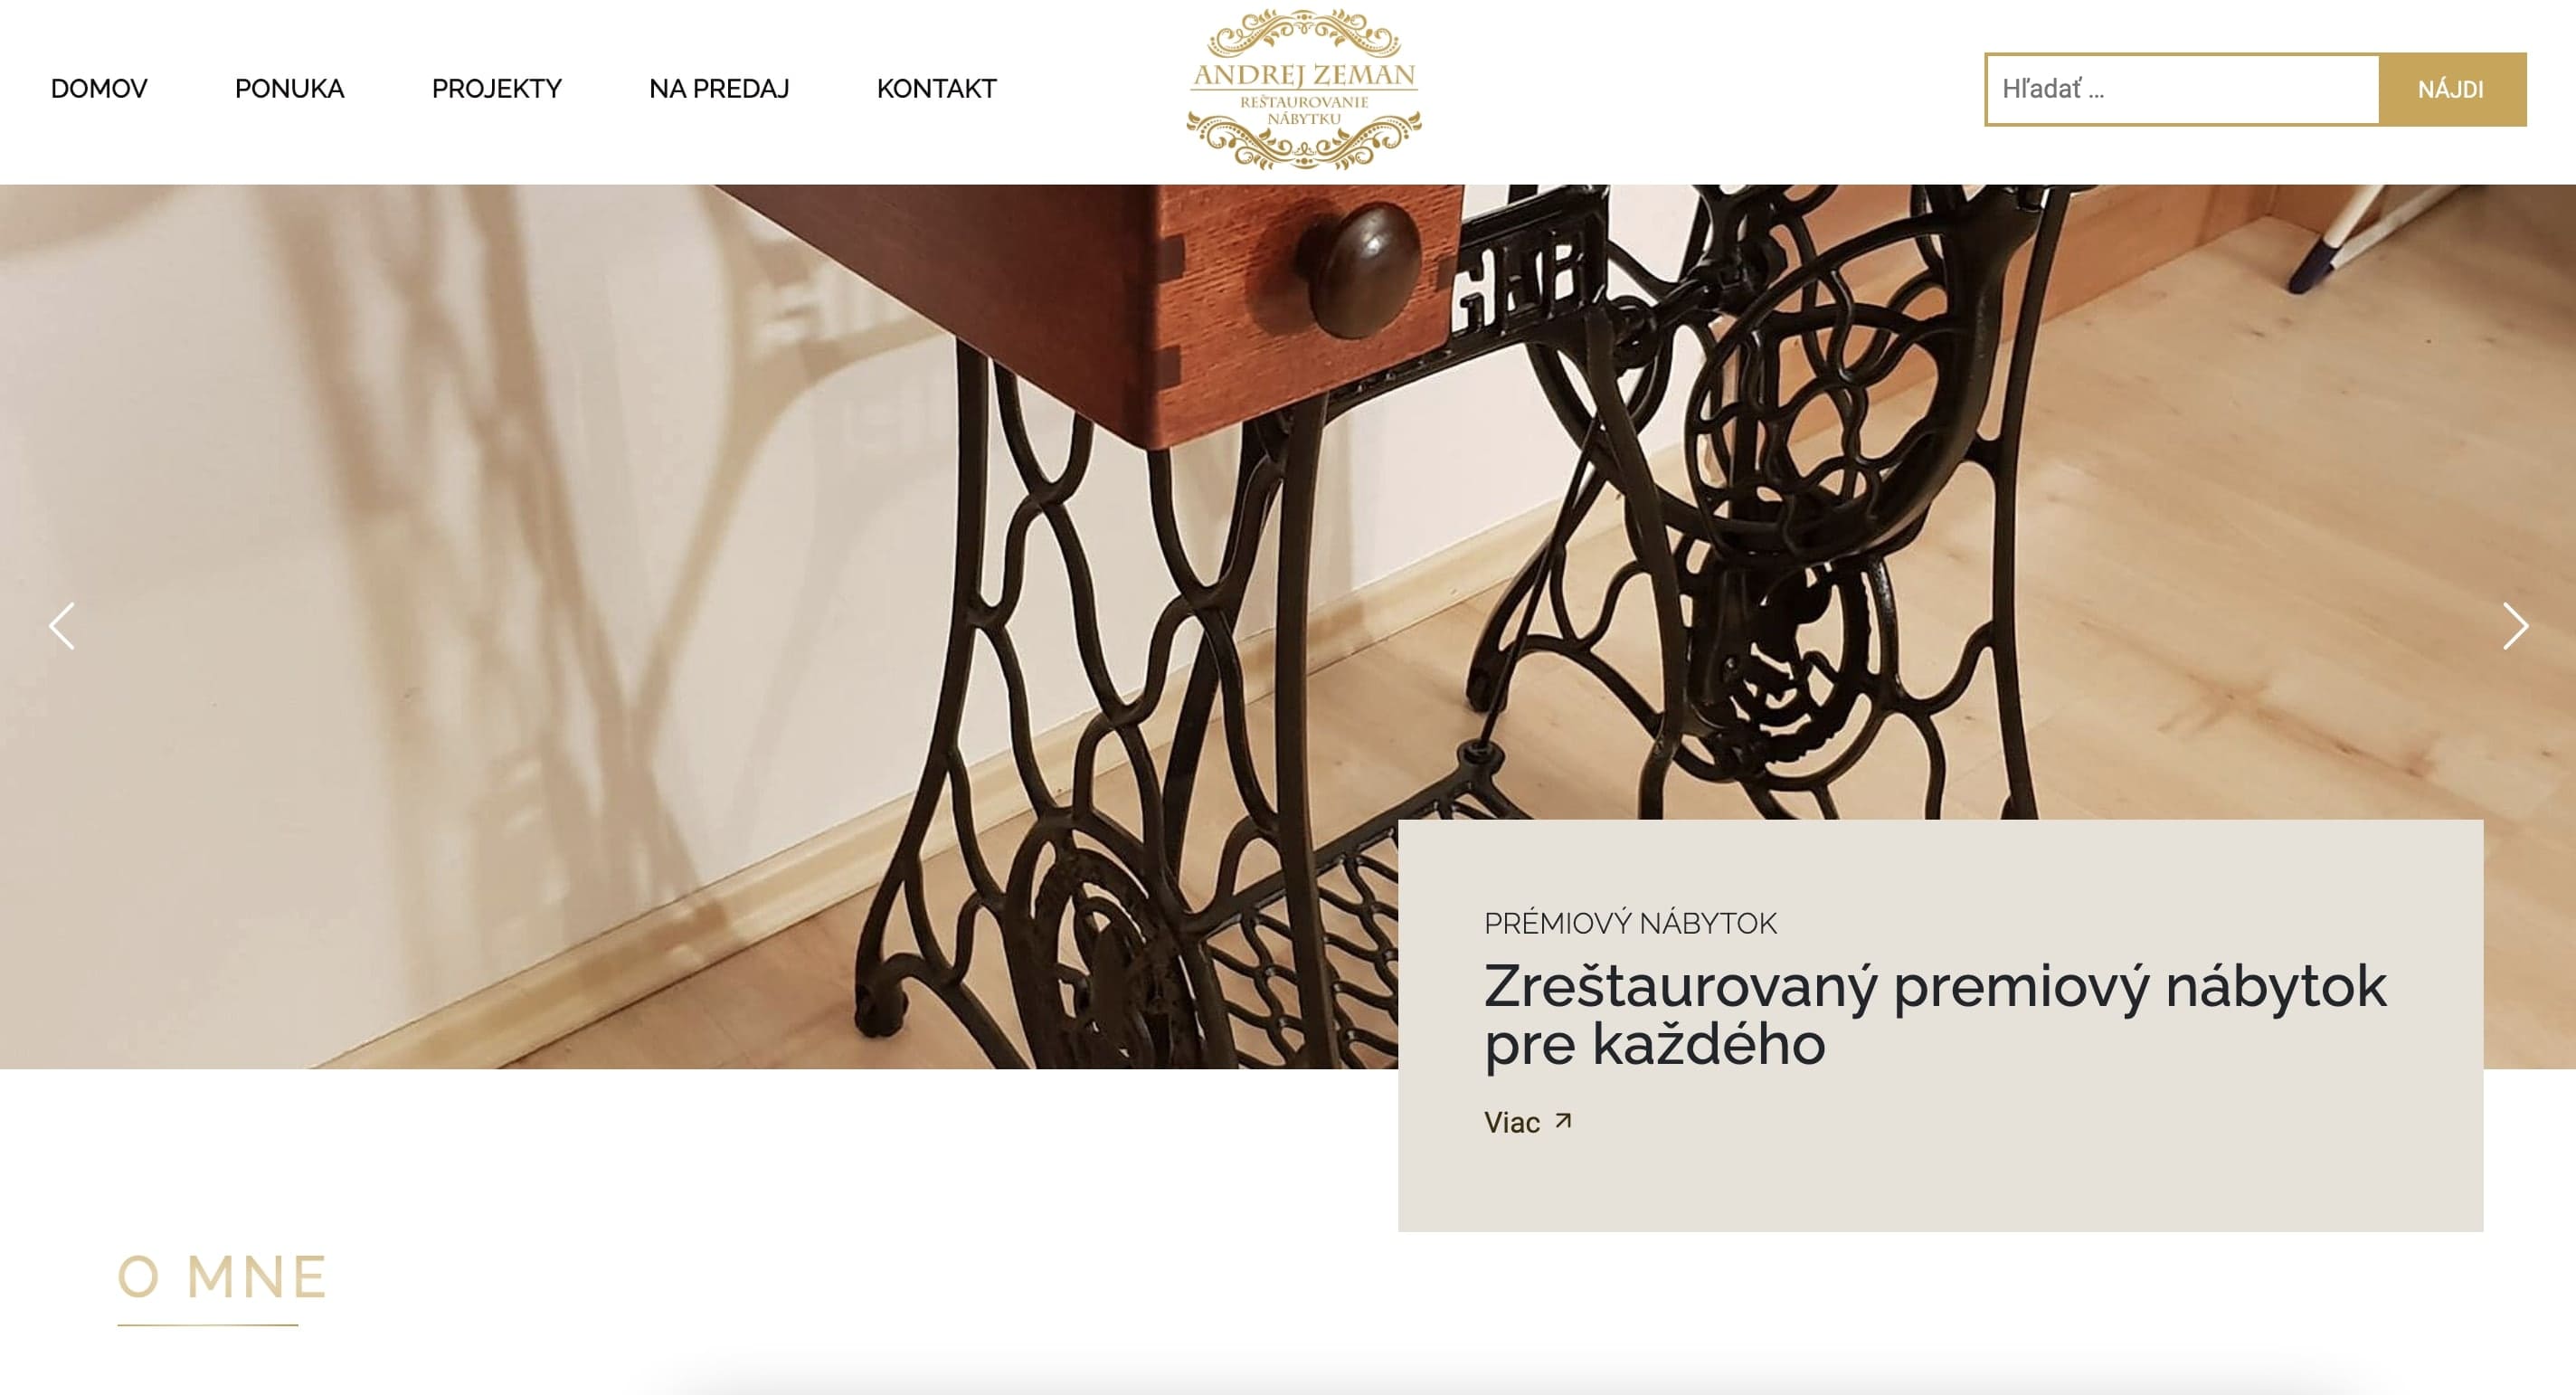 DOMOV
PONUKA
PROJEKTY
NA PREDAJ
KONTAKT
ANDREJ ZEMAN
REŠTAUROVANIE
NÁBYTKU
Hľadať ...
NÁJDI
PRÉMIOVÝ NÁBYTOK
Zreštaurovaný premiový nábytok
pre každého
Viac
O MNE